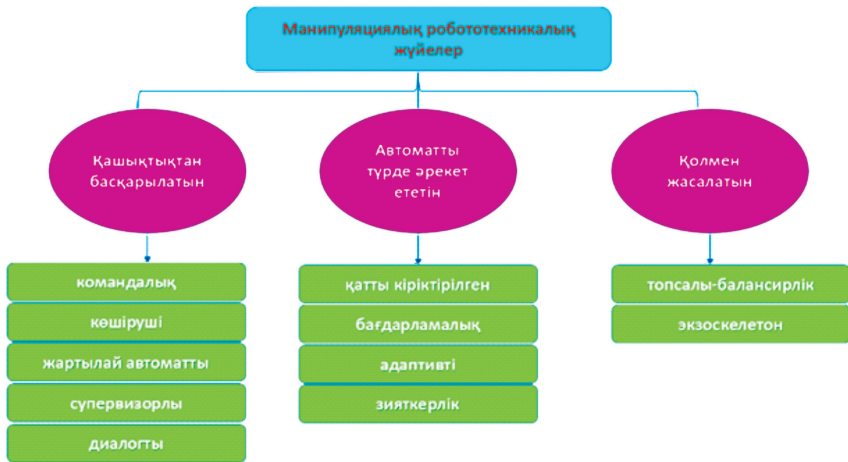 Манипуляциялық робототехникалық
жүйелер
Қашықтықтан
басқарылатын
Автоматты
түрде әрекет
ететін
Қолмен
жасалатын
командалық
көшіруші
жартылай автоматты
супервизорлы
диалогты
қатты кіріктірілген
бағдарламалық
адаптивті
зияткерлік
топсалы-балансирлік
экзоскелетон